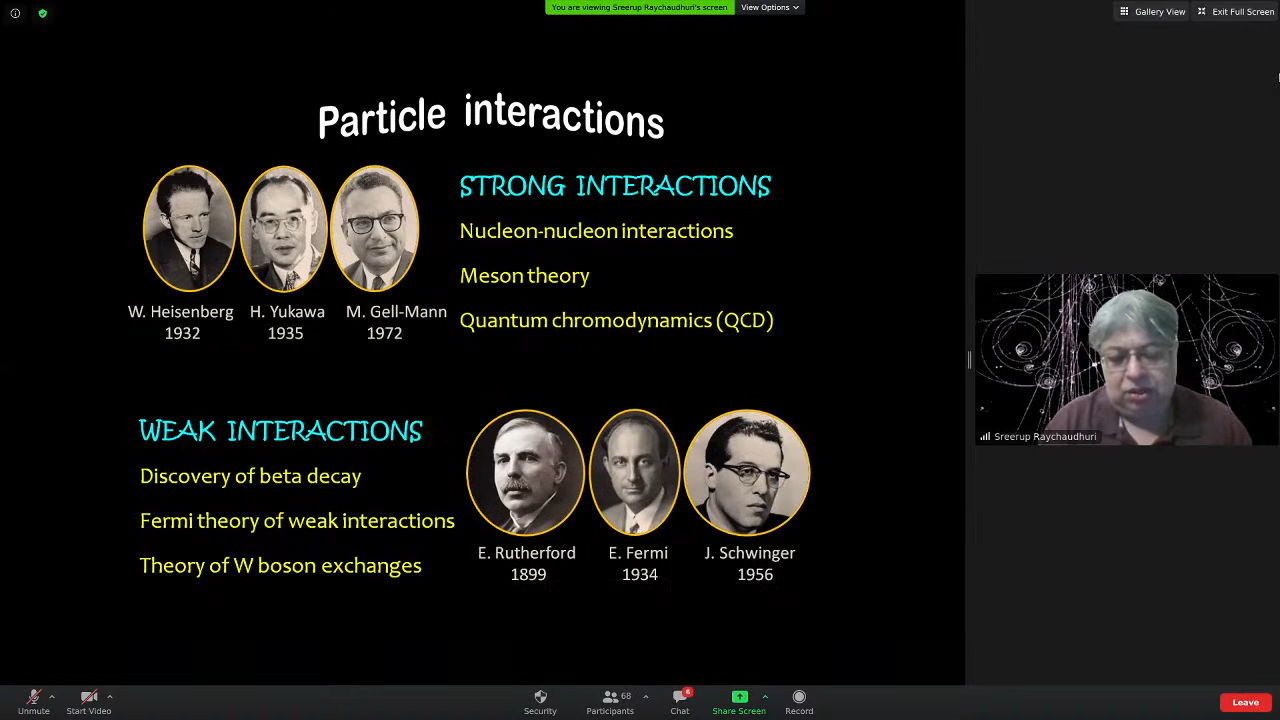 You are viewing Sreerup Raychaudhuri's screen
View Options
Gallery View
Exit Full Screen
Particle interactions
STRONG INTERACTIONS
Nucleon-nucleon interactions
Meson theory
Quantum chromodynamics (QCD)
W. Heisenberg
1932
H. Yukawa
1935
M. Gell-Mann
1972
WEAK INTERACTIONS
Discovery of beta decay
Fermi theory of weak interactions
Theory of W boson exchanges
E. Rutherford
1899
E. Fermi
1934
J. Schwinger
1956
Sreerup Raychaudhuri
Unmute
Start Video
Security
68
Participants
6
Chat
Share Screen
Record
Leave